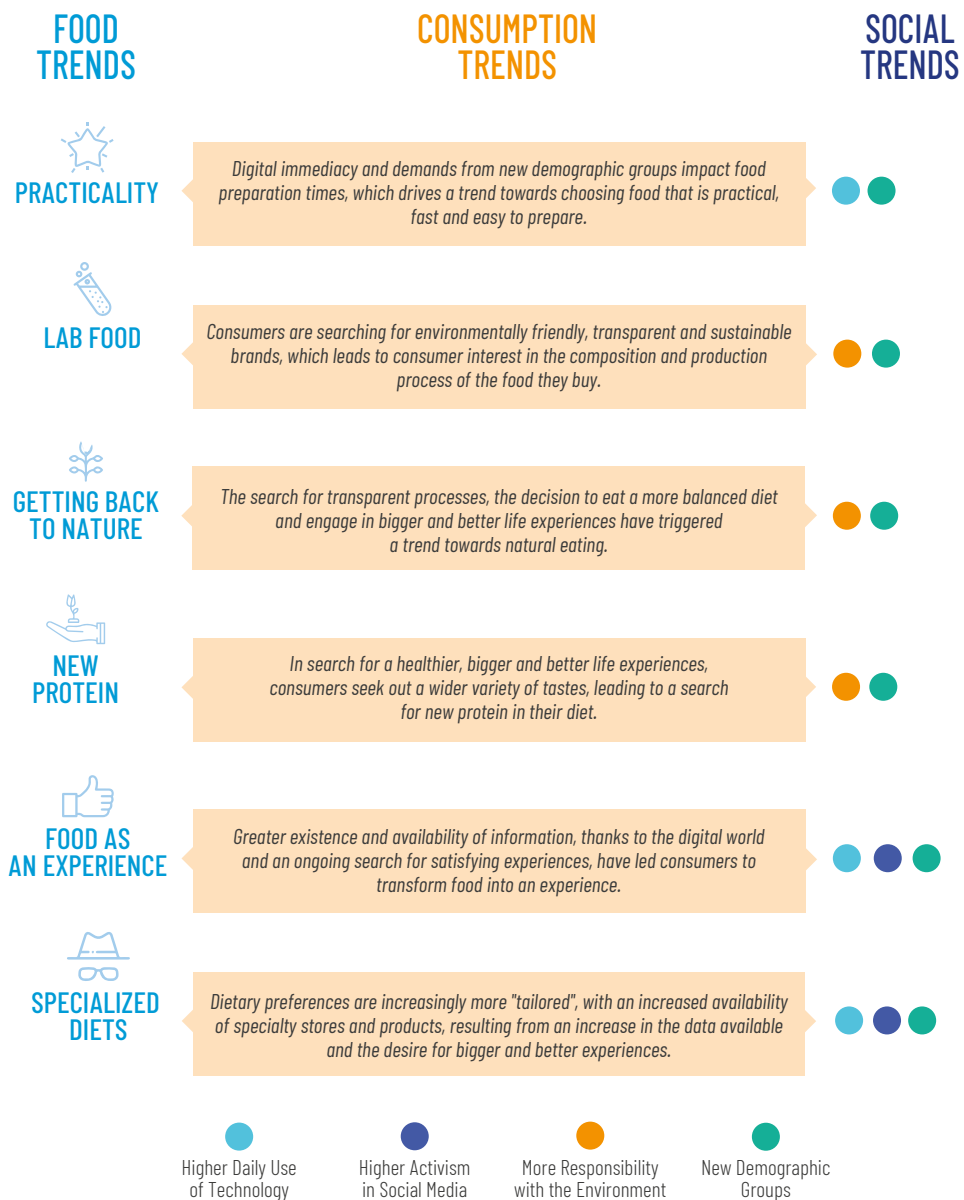 FOOD
TRENDS
CONSUMPTION
TRENDS
SOCIAL
TRENDS
PRACTICALITY
Digital immediacy and demands from new demographic groups impact food
preparation times, which drives a trend towards choosing food that is practical,
fast and easy to prepare.
LAB FOOD
Consumers are searching for environmentally friendly, transparent and sustainable
brands, which leads to consumer interest in the composition and production
process of the food they buy.
GETTING BACK
TO NATURE
The search for transparent processes, the decision to eat a more balanced diet
and engage in bigger and better life experiences have triggered
a trend towards natural eating.
NEW
PROTEIN
In search for a healthier, bigger and better life experiences,
consumers seek out a wider variety of tastes, leading to a search
for new protein in their diet.
FOOD AS
AN EXPERIENCE
Greater existence and availability of information, thanks to the digital world
and an ongoing search for satisfying experiences, have led consumers to
transform food into an experience.
SPECIALIZED
DIETS
Dietary preferences are increasingly more "tailored", with an increased availability
of specialty stores and products, resulting from an increase in the data available
and the desire for bigger and better experiences.
Higher Daily Use
of Technology
Higher Activism
in Social Media
More Responsibility
with the Environment
New Demographic
Groups